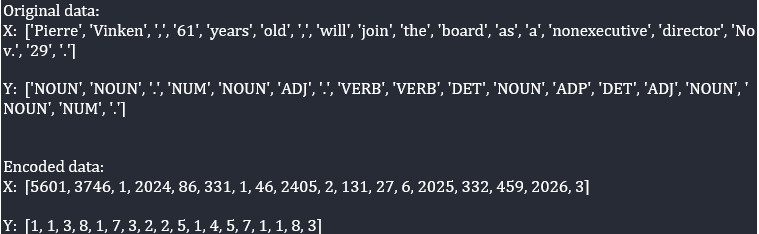 Original data:
X:  ['Pierre', 'Vinken', ',', '61', 'years', 'old', ',', 'will', 'join', 'the', 'board', 'as', 'a', 'nonexecutive', 'director', 'No
v.', '29', '.']
Y:  ['NOUN', 'NOUN', '.', 'NUM', 'NOUN', 'ADJ', '.', 'VERB', 'VERB', 'DET', 'NOUN', 'ADP', 'DET', 'ADJ', 'NOUN', '
NOUN', 'NUM', '.']
Encoded data:
X:  [5601, 3746, 1, 2024, 86, 331, 1, 46, 2405, 2, 131, 27, 6, 2025, 332, 459, 2026, 3]
Y:  [1, 1, 3, 8, 1, 7, 3, 2, 2, 5, 1, 4, 5, 7, 1, 1, 8, 3]